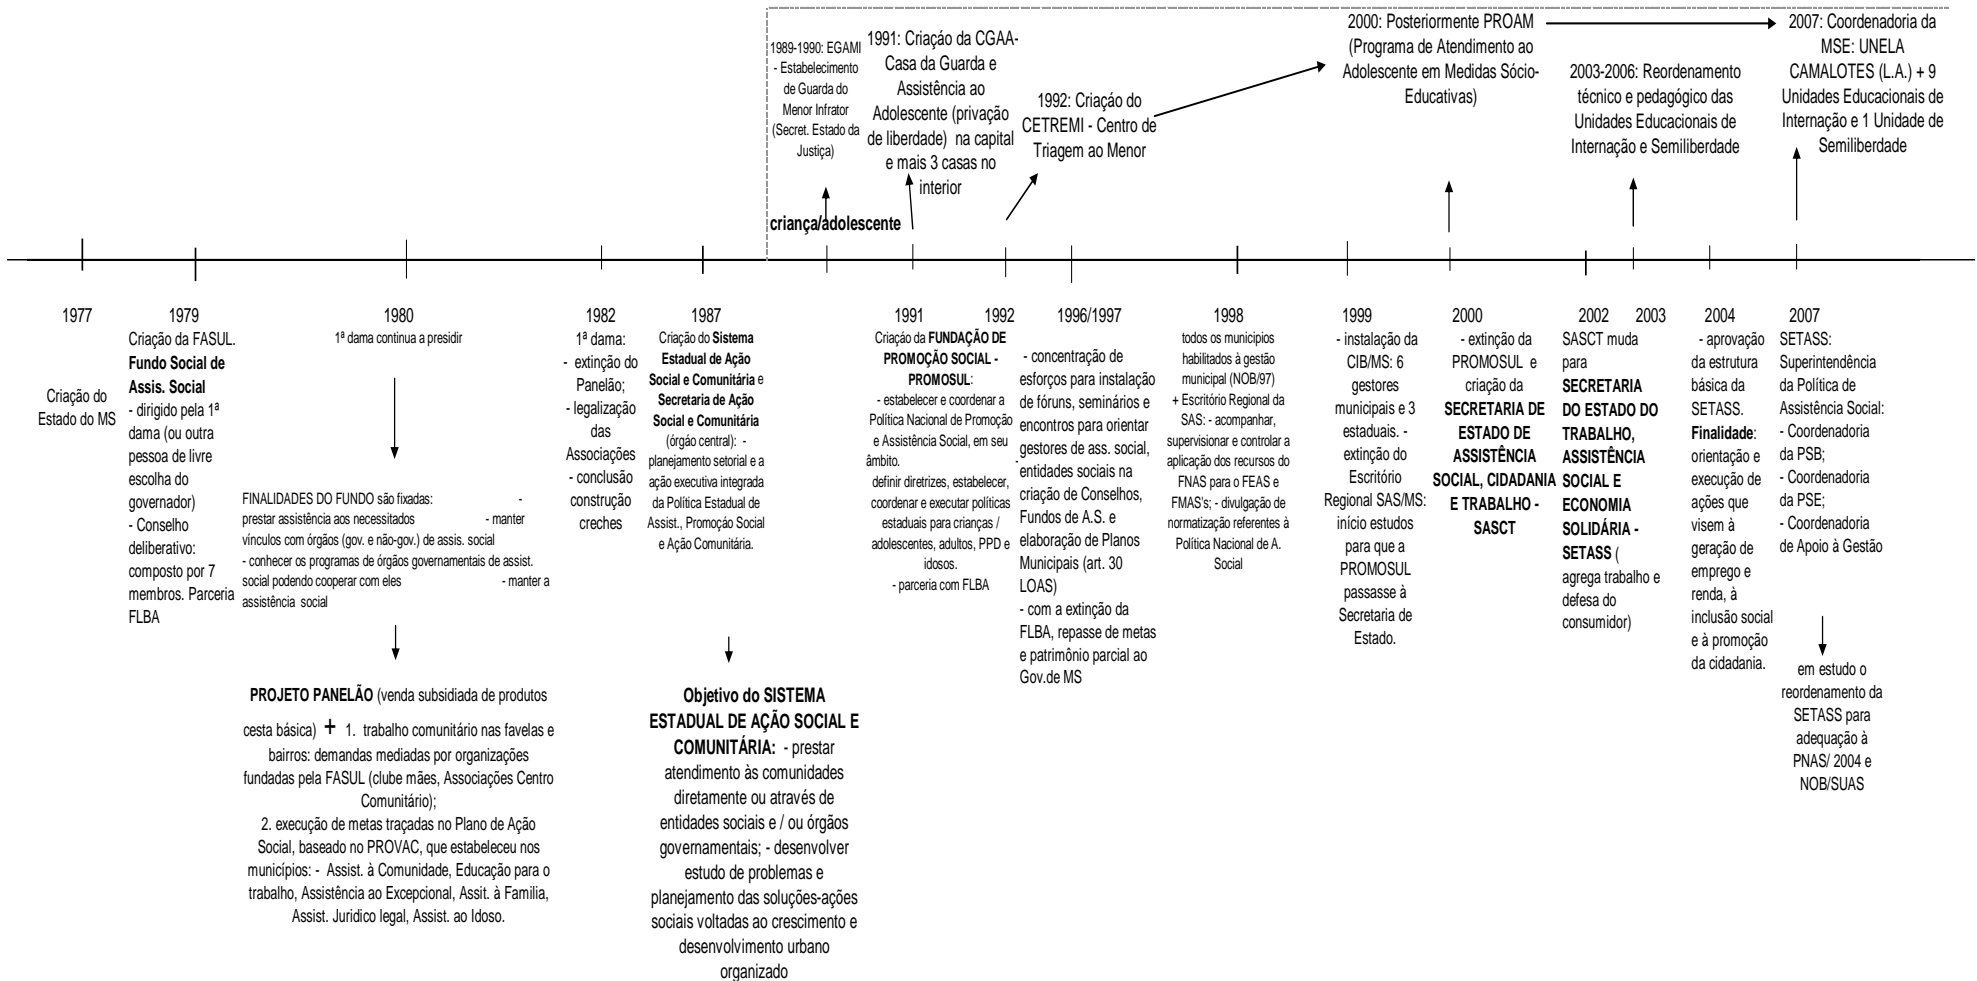 1989-1990: EGAMI
- Estabelecimento
de Guarda do
Menor Infrator
(Secret. Estado da
Justiça)
1991: Criação da CGAA-
Casa da Guarda e
Assistência ao
Adolescente (privação
de liberdade)  na capital
e mais 3 casas no
interior
1992: Criação do
CETREMI - Centro de
Triagem ao Menor
2000: Posteriormente PROAM
(Programa de Atendimento ao
Adolescente em Medidas Sócio-
Educativas)
2003-2006: Reordenamento
técnico e pedagógico das
Unidades Educacionais de
Internação e Semiliberdade
2007: Coordenadoria da
MSE: UNELA
CAMALOTES (L.A.) + 9
Unidades Educacionais de
Internação e 1 Unidade de
Semiliberdade
criança/adolescente
1977
Criação do
Estado do MS
1979
Criação da FASUL.
Fundo Social de
Assis. Social
- dirigido pela 1ª
dama (ou outra
pessoa de livre
escolha do
governador)
- Conselho
deliberativo:
composto por 7
membros. Parceria
FLBA
1980
1ª dama continua a presidir
FINALIDADES DO FUNDO são fixadas: -
prestar assistência aos necessitados - manter
vínculos com órgãos (gov. e não-gov.) de assis. social
- conhecer os programas de órgãos governamentais de assist.
social podendo cooperar com eles - manter a
assistência  social
PROJETO PANELÃO (venda subsidiada de produtos
cesta básica) + 1.  trabalho comunitário nas favelas e
bairros: demandas mediadas por organizações
fundadas pela FASUL (clube mães, Associações Centro
Comunitário);
2. execução de metas traçadas no Plano de Ação
Social, baseado no PROVAC, que estabeleceu nos
municípios: -  Assist. à Comunidade, Educação para o
trabalho, Assistência ao Excepcional, Assit. à Familia,
Assist. Juridico legal, Assist. ao Idoso.
1982
1ª dama:
- extinção do
Panelão;
- legalização
das
Associações
- conclusão
construção
creches
1987
Criação do Sistema
Estadual de Ação
Social e Comunitária e
Secretaria de Ação
Social e Comunitária
(órgão central):  -
planejamento setorial e a
ação executiva integrada
da Política Estadual de
Assist., Promoção Social
e Ação Comunitária.
Objetivo do SISTEMA
ESTADUAL DE AÇÃO SOCIAL E
COMUNITÁRIA:  - prestar
atendimento às comunidades
diretamente ou através de
entidades sociais e / ou órgãos
governamentais; - desenvolver
estudo de problemas e
planejamento das soluções-ações
sociais voltadas ao crescimento e
desenvolvimento urbano
organizado
1991 1992
Criação da FUNDAÇÃO DE
PROMOÇÃO SOCIAL -
PROMOSUL:
- estabelecer e coordenar a
Política Nacional de Promoção
e Assistência Social, em seu
âmbito. -
definir diretrizes, estabelecer,
coordenar e executar políticas
estaduais para crianças /
adolescentes, adultos, PPD e
idosos.
- parceria com FLBA
1996/1997
- concentração de
esforços para instalação
de fóruns, seminários e
encontros para orientar
gestores de ass. social,
entidades sociais na
criação de Conselhos,
Fundos de A.S. e
elaboração de Planos
Municipais (art. 30
LOAS)
- com a extinção da
FLBA, repasse de metas
e patrimônio parcial ao
Gov.de MS
1998
todos os municipios
habilitados à gestão
municipal (NOB/97)
+ Escritório Regional da
SAS: - acompanhar,
supervisionar e controlar a
aplicação dos recursos do
FNAS para o FEAS e
FMAS's; - divulgação de
normatização referentes à
Política Nacional de A.
Social
1999
- instalação da
CIB/MS: 6
gestores
municipais e 3
estaduais. -
extinção do
Escritório
Regional SAS/MS:
início estudos
para que a
PROMOSUL
passasse à
Secretaria de
Estado.
2000
- extinção da
PROMOSUL  e
criação da
SECRETARIA DE
ESTADO DE
ASSISTÊNCIA
SOCIAL, CIDADANIA
E TRABALHO -
SASCT
2002 2003
SASCT muda
para
SECRETARIA
DO ESTADO DO
TRABALHO,
ASSISTÊNCIA
SOCIAL E
ECONOMIA
SOLIDÁRIA -
SETASS (
agrega trabalho e
defesa do
consumidor)
2004
- aprovação
da estrutura
básica da
SETASS.
Finalidade:
orientação e
execução de
ações que
visem à
geração de
emprego e
renda, à
inclusão social
e à promoção
da cidadania.
2007
SETASS:
Superintendência
da Política de
Assistência Social:
- Coordenadoria
da PSB;
- Coordenadoria
da PSE;
- Coordenadoria
de Apoio à Gestão
em estudo o
reordenamento da
SETASS para
adequação à
PNAS/ 2004 e
NOB/SUAS